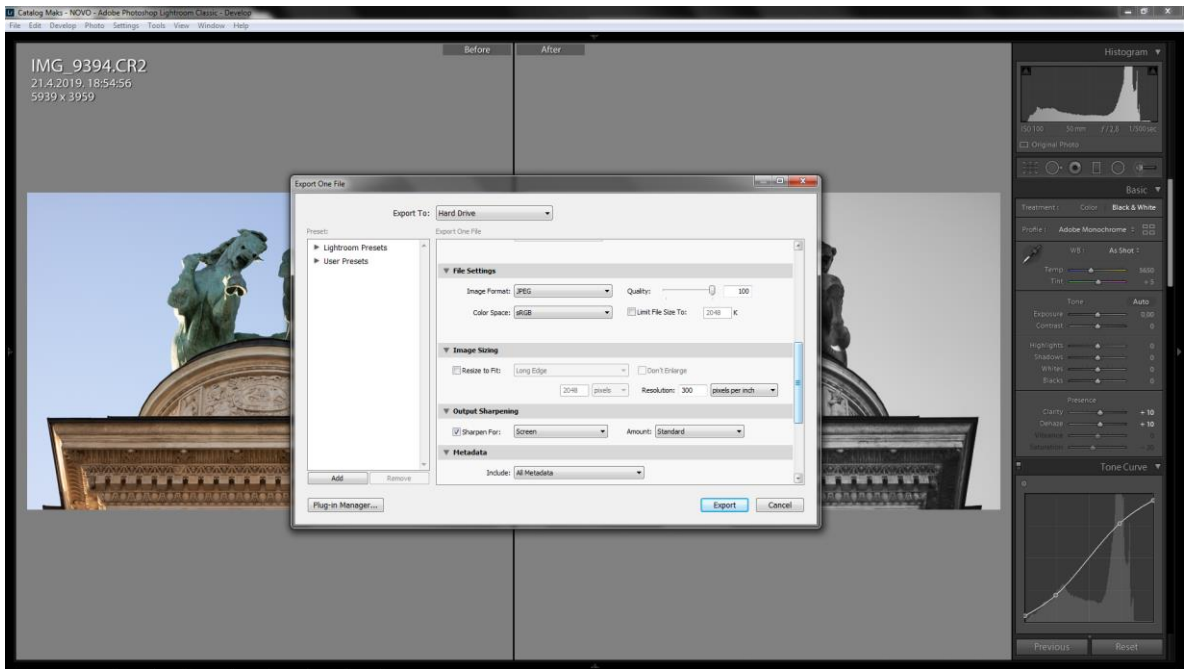 Catalog Maks - NOVO - Adobe Photoshop Lightroom Classic - Develop
File Edit Develop Photo Settings Tools View Window Help
Before After
IMG_9394.CR2
21.4.2019. 18:54:56
5939 x 3959
Export One File
Export To: Hard Drive
Preset:
Export One File
Lightroom Presets
User Presets
File Settings
Image Format: JPEG Quality: 100
Color Space: sRGB Limit File Size To: 2048 K
Image Sizing
Resize to Fit: Long Edge Don't Enlarge
2048 pixels Resolution: 300 pixels per inch
Output Sharpening
Sharpen For: Screen Amount: Standard
Metadata
Include: All Metadata
Add Remove
Plug-in Manager... Export Cancel
Histogram
ISO 100 50 mm f / 2,8 1/500 sec
Original Photo
Basic
Treatment: Color Black & White
Profile: Adobe Monochrome
WB: As Shot
Temp 5650
Tint + 5
Tone Auto
Exposure 0,00
Contrast 0
Highlights 0
Shadows 0
Whites 0
Blacks 0
Presence
Clarity + 10
Dehaze + 10
Vibrance 0
Saturation
Tone Curve
Previous Reset